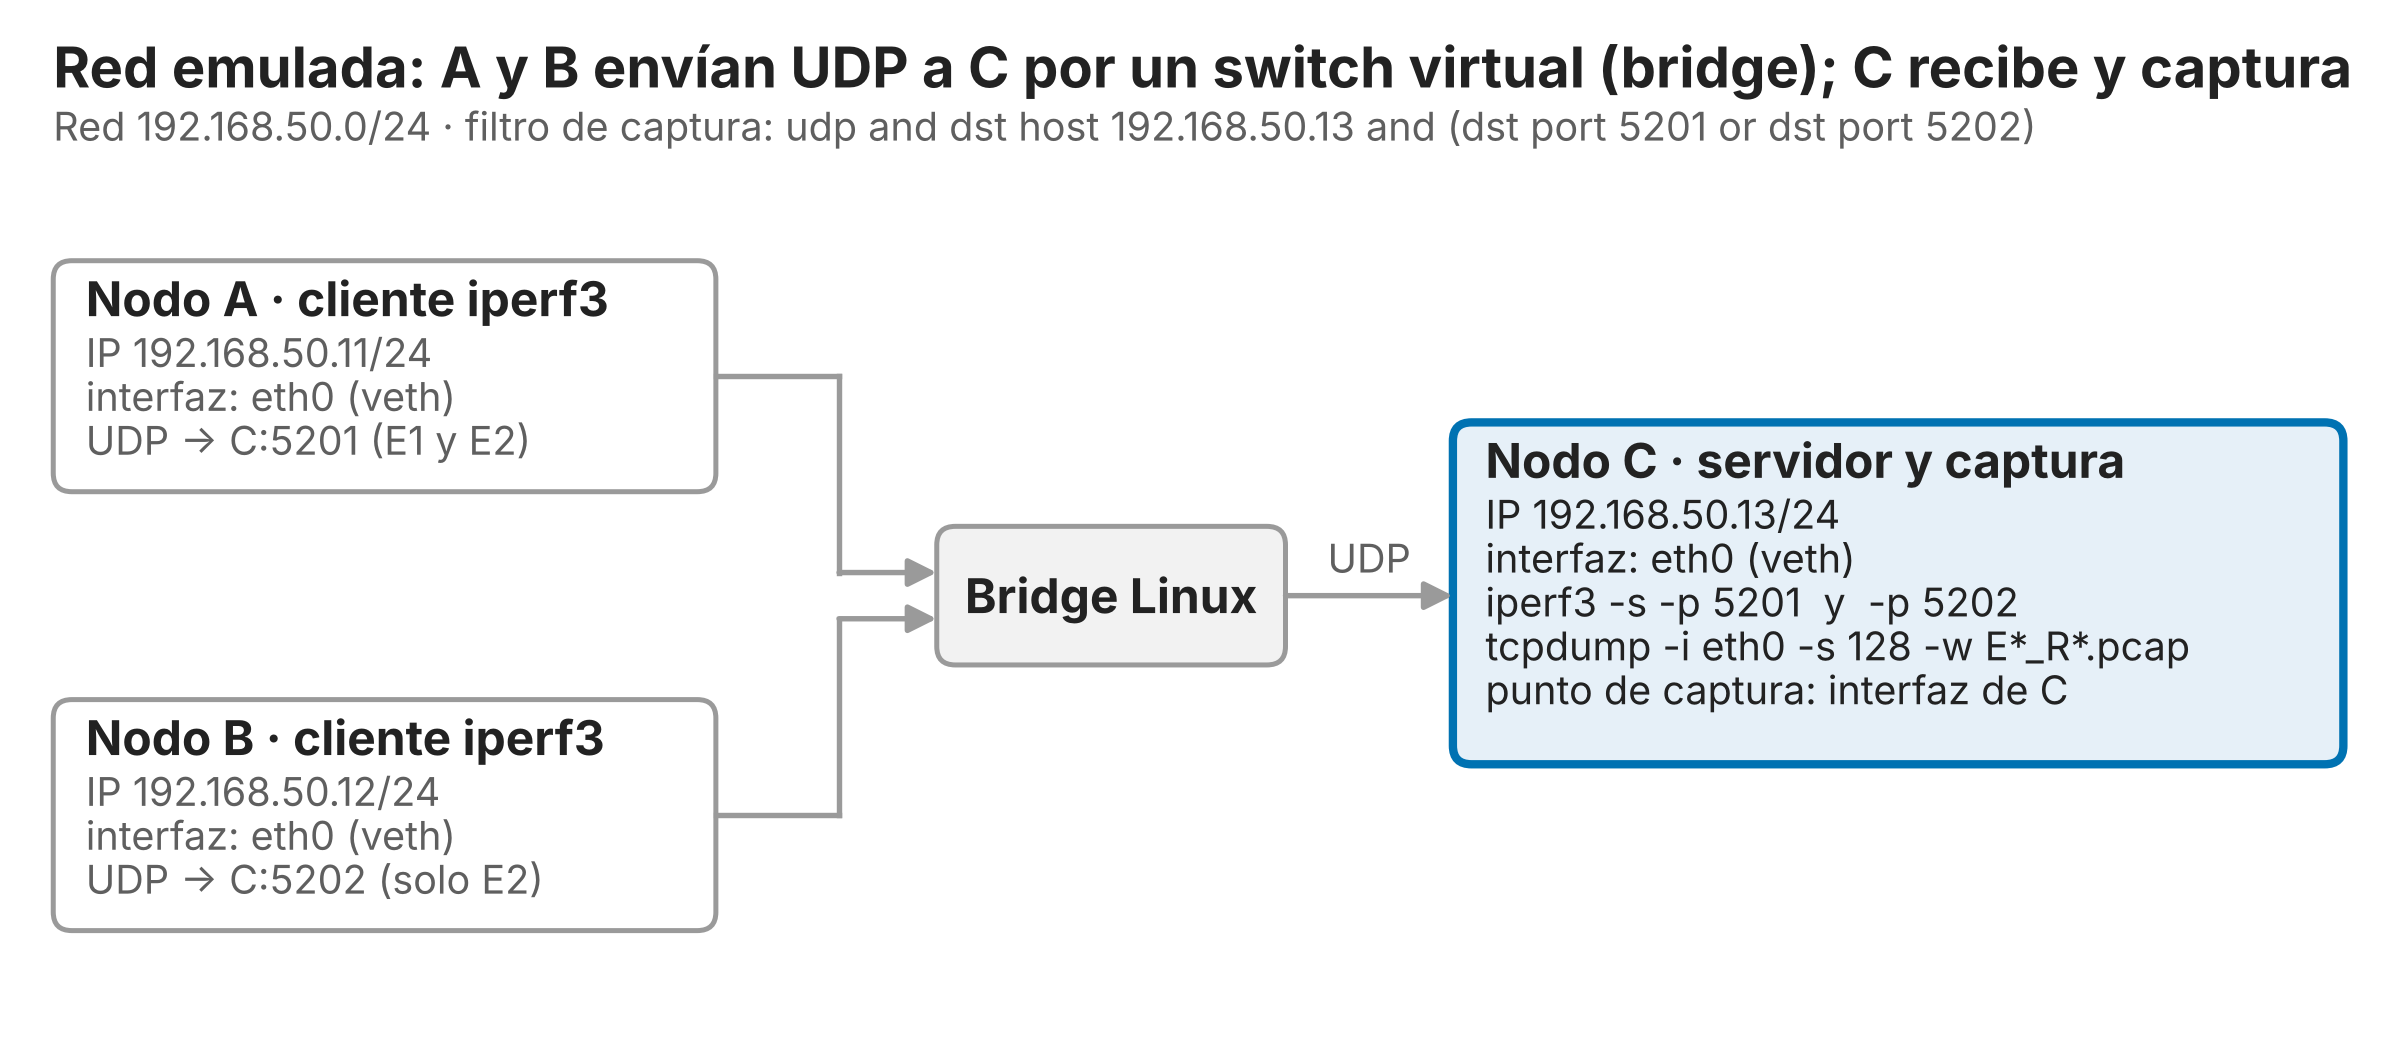 Red emulada: A y B envían UDP a C por un switch virtual (bridge); C recibe y captura
Red 192.168.50.0/24 · filtro de captura: udp and dst host 192.168.50.13 and (dst port 5201 or dst port 5202)
Nodo A · cliente iperf3
IP 192.168.50.11/24
interfaz: eth0 (veth)
UDP → C:5201 (E1 y E2)
Nodo B · cliente iperf3
IP 192.168.50.12/24
interfaz: eth0 (veth)
UDP → C:5202 (solo E2)
Bridge Linux
UDP
Nodo C · servidor y captura
IP 192.168.50.13/24
interfaz: eth0 (veth)
iperf3 -s -p 5201 y -p 5202
tcpdump -i eth0 -s 128 -w E*_R*.pcap
punto de captura: interfaz de C